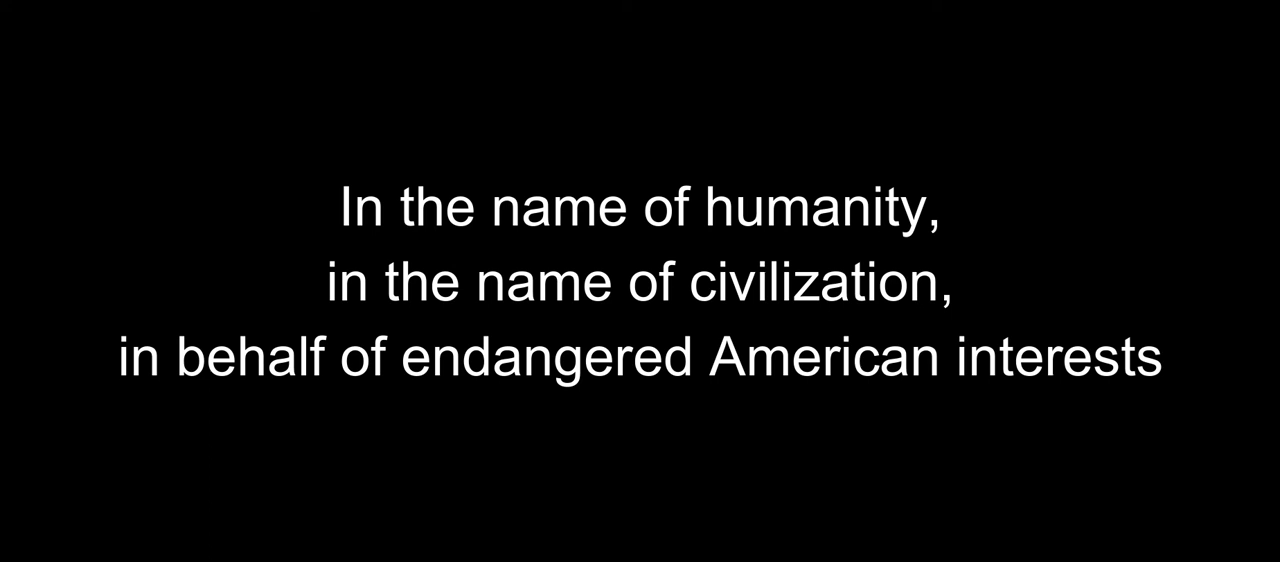 In the name of humanity,
in the name of civilization,
in behalf of endangered American interests